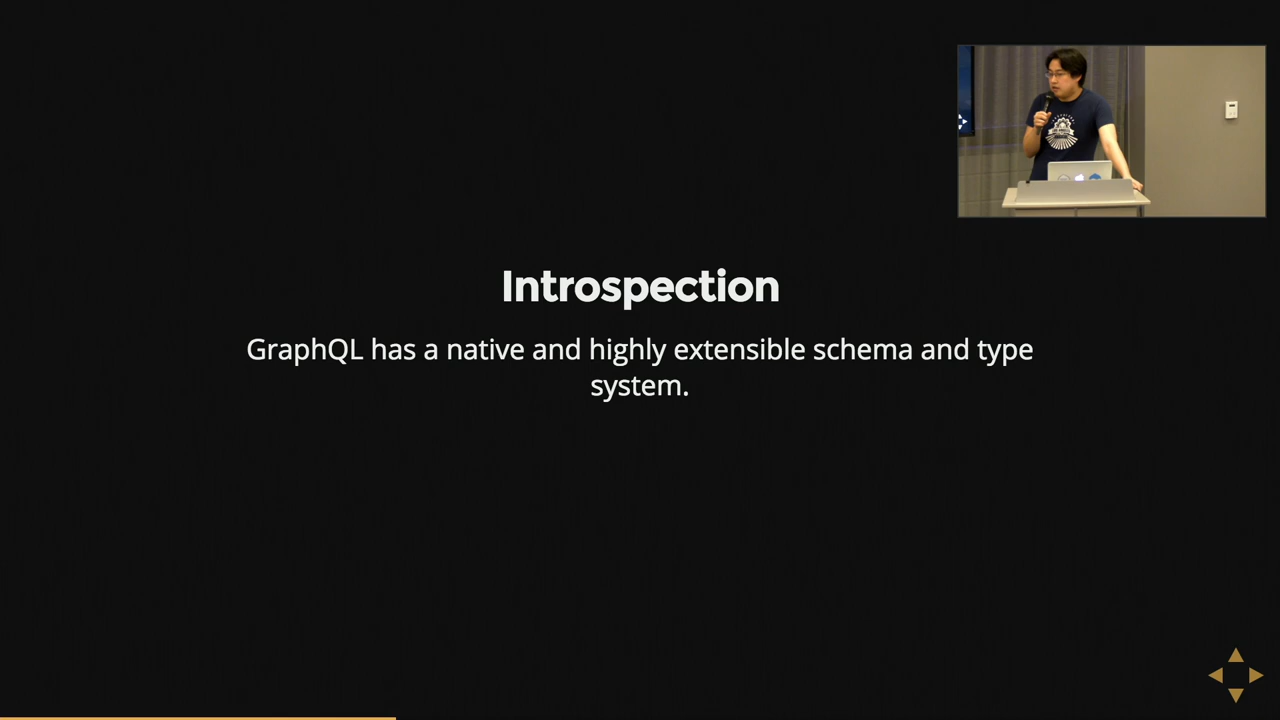 Introspection
GraphQL has a native and highly extensible schema and type
system.